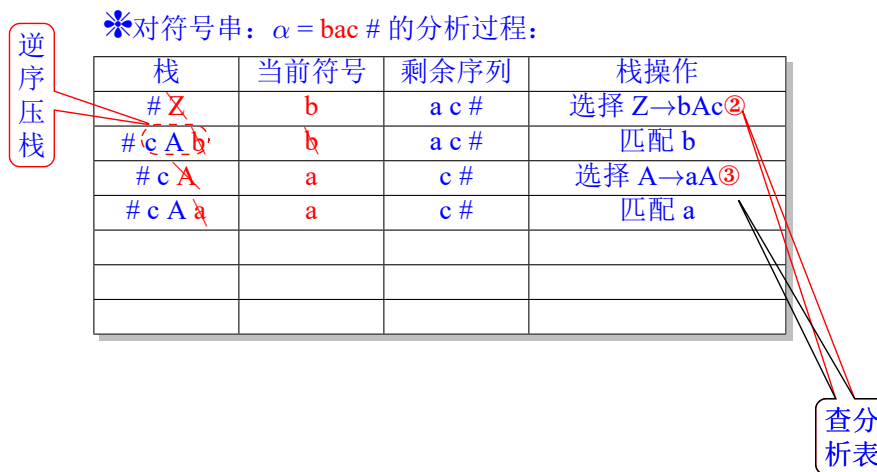 ❉对符号串：α = bac # 的分析过程：
逆序压栈
栈 当前符号 剩余序列 栈操作
# Z b a c # 选择 Z→bAc②
# c A b b a c # 匹配 b
# c A a c # 选择 A→aA③
# c A a a c # 匹配 a
查分
析表